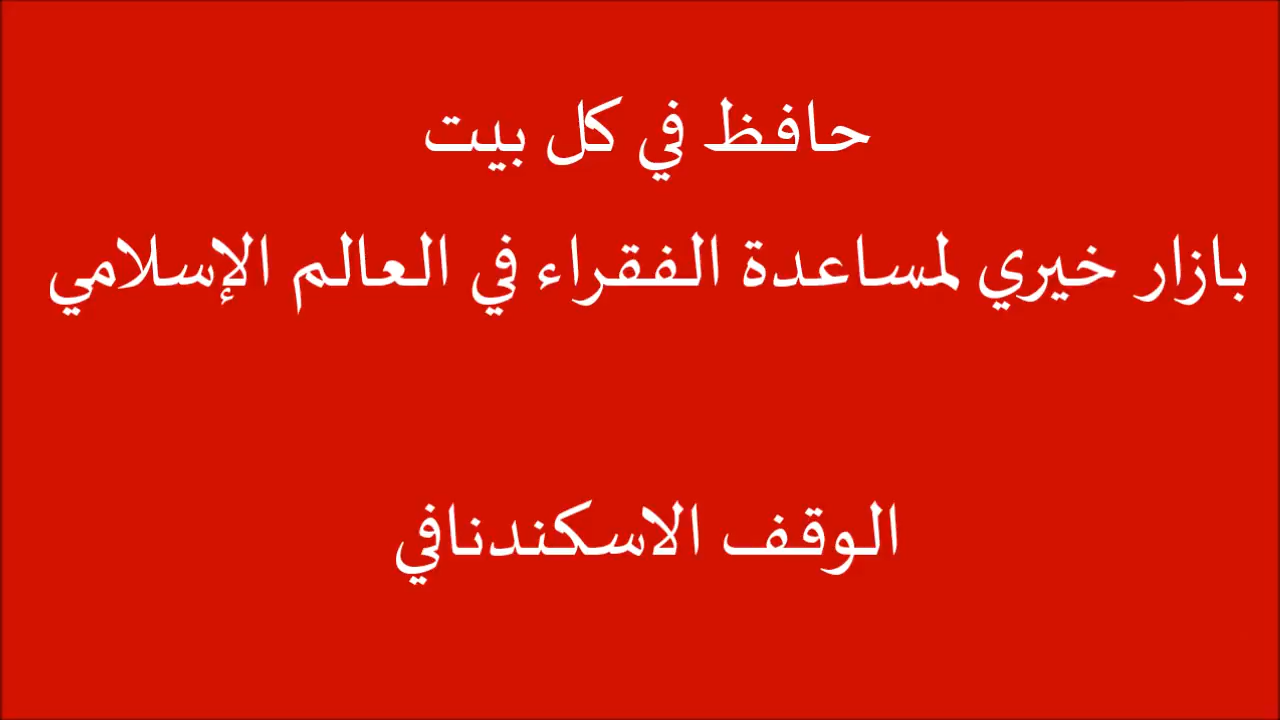 حافظ في كل بيت
بازار خيري لمساعدة الفقراء في العالم الإسلامي
الوقف الاسكندنافي